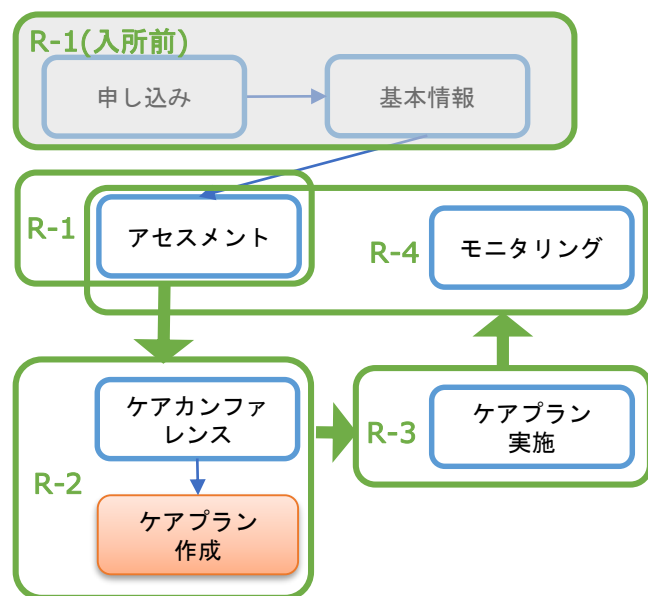 R-1(入所前)
申し込み
基本情報
R-1
アセスメント
R-4
モニタリング
R-2
ケアカンファ
レンス
ケアプラン
作成
R-3
ケアプラン
実施